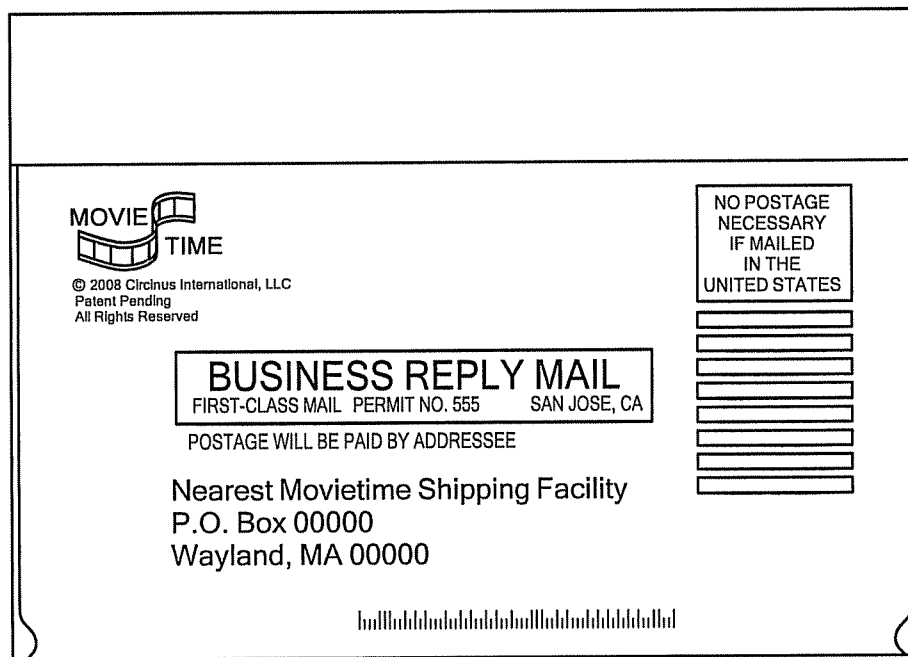 MOVIE
TIME
© 2008 Circinus International, LLC
Patent Pending
All Rights Reserved
NO POSTAGE
NECESSARY
IF MAILED
IN THE
UNITED STATES
BUSINESS REPLY MAIL
FIRST-CLASS MAIL PERMIT NO. 555 SAN JOSE, CA
POSTAGE WILL BE PAID BY ADDRESSEE
Nearest Movietime Shipping Facility
P.O. Box 00000
Wayland, MA 00000